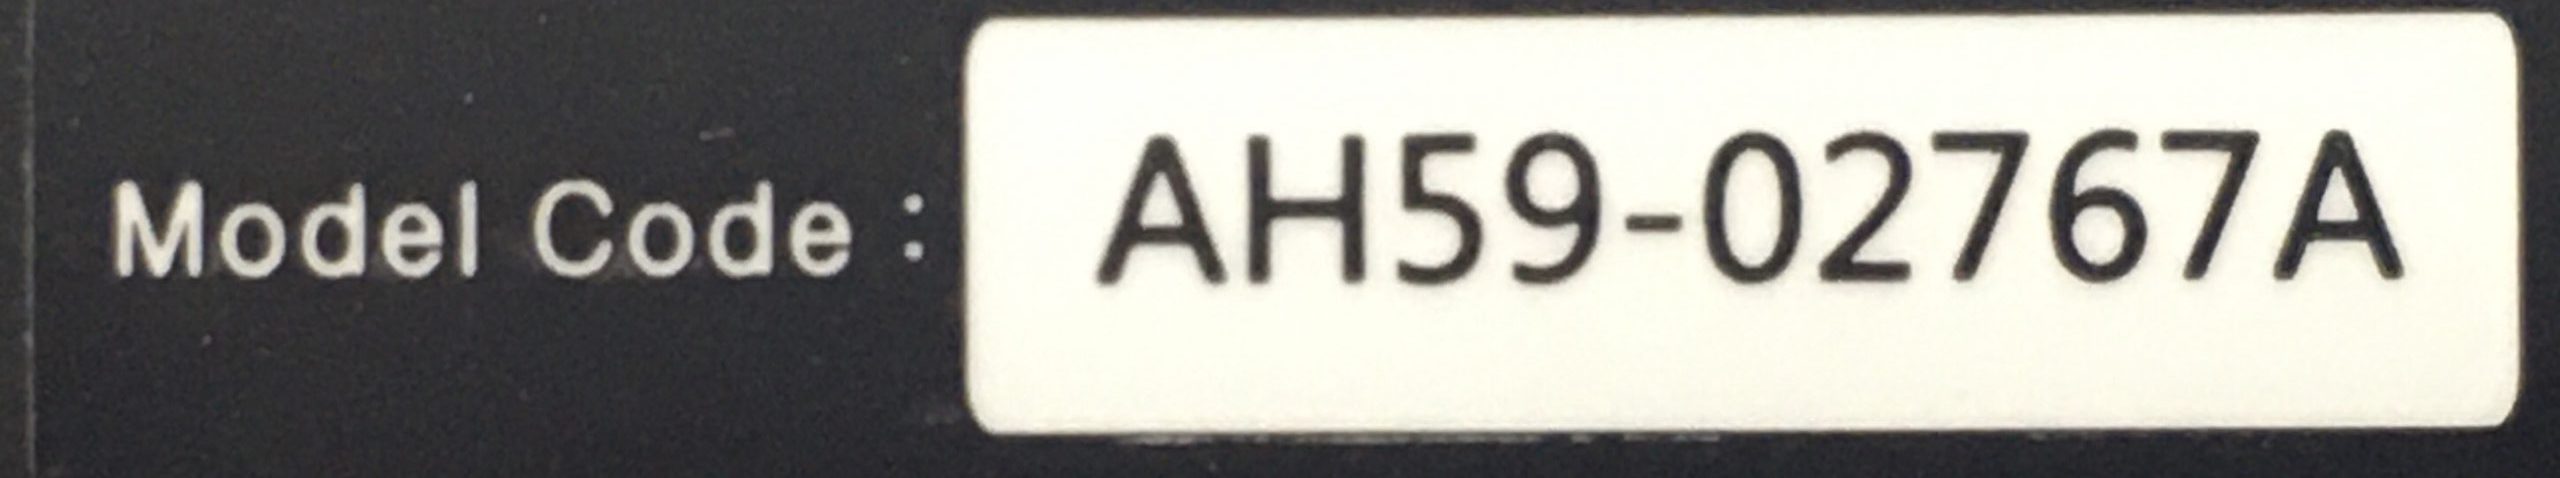 Model Code : AH59-02767A